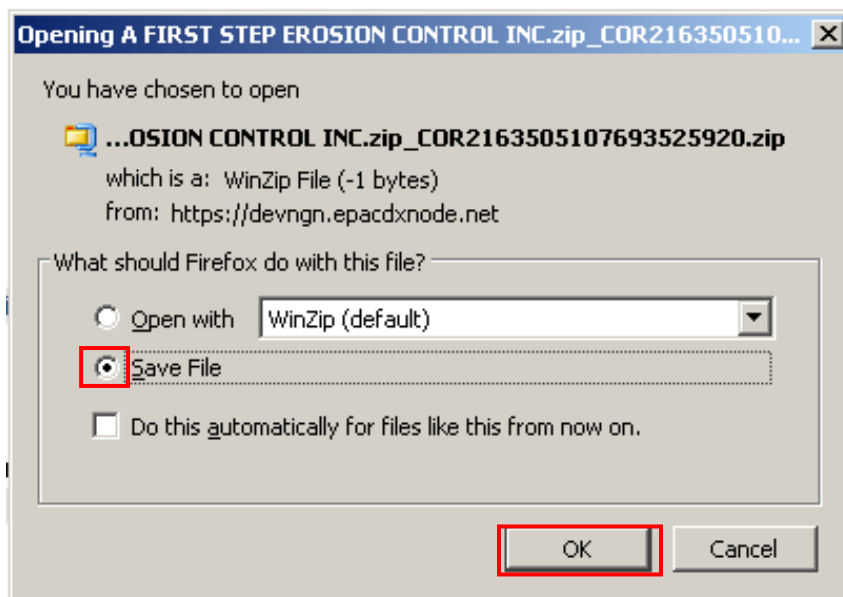 Opening A FIRST STEP EROSION CONTROL INC.zip_COR216350510...
You have chosen to open
...OSION CONTROL INC.zip_COR2163505107693525920.zip
which is a: WinZip File (-1 bytes)
from: https://devngn.epacdxnode.net
What should Firefox do with this file?
Open with WinZip (default)
Save File
Do this automatically for files like this from now on.
OK Cancel